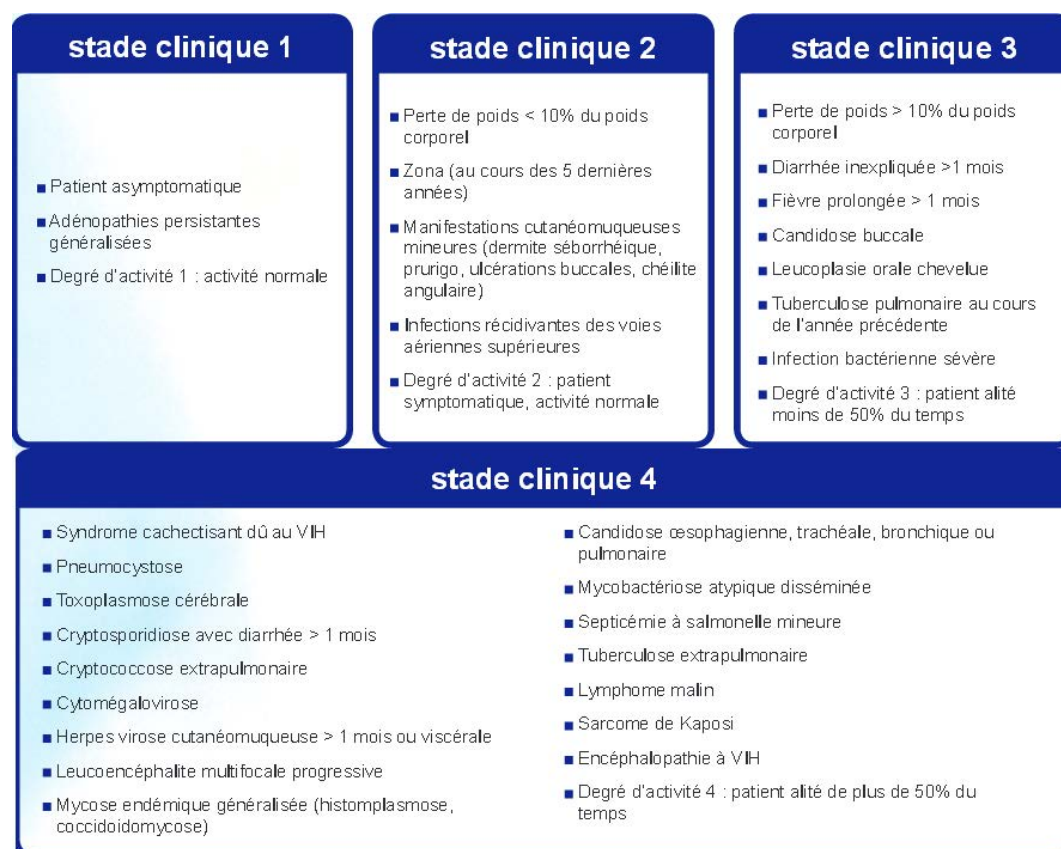 stade clinique 1
■ Patient asymptomatique
■ Adénopathies persistantes
généralisées
■ Degré d'activité 1 : activité normale
stade clinique 2
■ Perte de poids < 10% du poids
corporel
■ Zona (au cours des 5 dernières
années)
■ Manifestations cutanéomuqueuses
mineures (dermite séborrhéique,
prurigo, ulcérations buccales, chéilite
angulaire)
■ Infections récidivantes des voies
aériennes supérieures
■ Degré d'activité 2 : patient
symptomatique, activité normale
stade clinique 3
■ Perte de poids > 10% du poids
corporel
■ Diarrhée inexpliquée >1 mois
■ Fièvre prolongée > 1 mois
■ Candidose buccale
■ Leucoplasie orale chevelue
■ Tuberculose pulmonaire au cours
de l'année précédente
■ Infection bactérienne sévère
■ Degré d'activité 3 : patient alité
moins de 50% du temps
stade clinique 4
■ Syndrome cachectisant dû au VIH
■ Pneumocystose
■ Toxoplasmose cérébrale
■ Cryptosporidiose avec diarrhée > 1 mois
■ Cryptococcose extrapulmonaire
■ Cytomégalovirose
■ Herpes virose cutanéomuqueuse > 1 mois ou viscérale
■ Leucoencéphalite multifocale progressive
■ Mycose endémique généralisée (histomplasmose,
coccidoidomycose)
■ Candidose œsophagienne, trachéale, bronchique ou
pulmonaire
■ Mycobactériose atypique disséminée
■ Septicémie à salmonelle mineure
■ Tuberculose extrapulmonaire
■ Lymphome malin
■ Sarcome de Kaposi
■ Encéphalopathie à VIH
■ Degré d'activité 4 : patient alité de plus de 50% du
temps